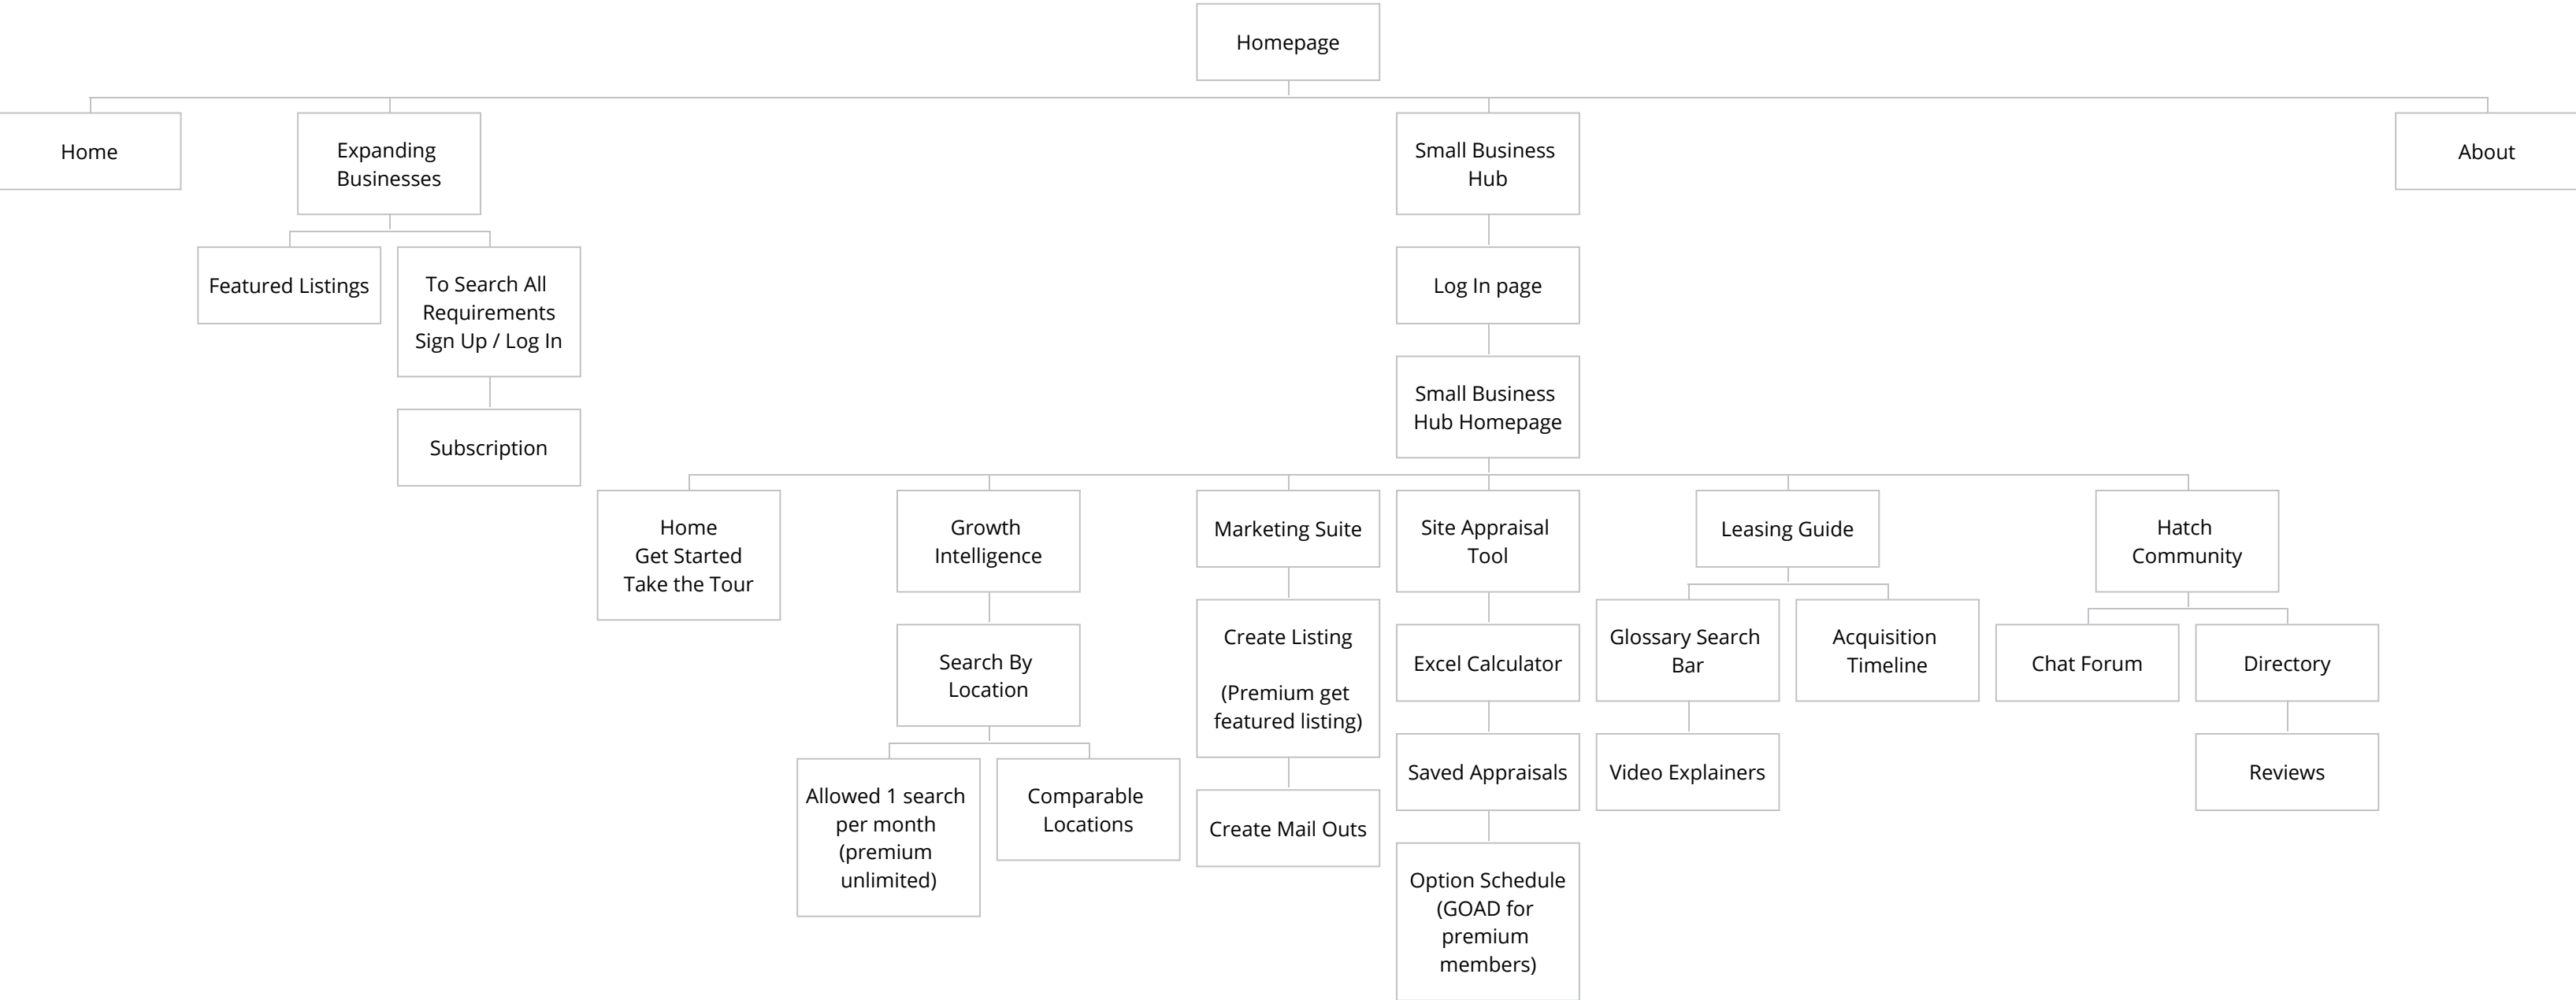 Homepage
Home
Expanding
Businesses
Small Business
Hub
About
Featured Listings
To Search All
Requirements
Sign Up / Log In
Log In page
Subscription
Small Business
Hub Homepage
Home
Get Started
Take the Tour
Growth
Intelligence
Marketing Suite
Site Appraisal
Tool
Leasing Guide
Hatch
Community
Search By
Location
Create Listing
(Premium get
featured listing)
Excel Calculator
Glossary Search
Bar
Acquisition
Timeline
Chat Forum
Directory
Allowed 1 search
per month
(premium
unlimited)
Comparable
Locations
Create Mail Outs
Saved Appraisals
Video Explainers
Reviews
Option Schedule
(GOAD for
premium
members)